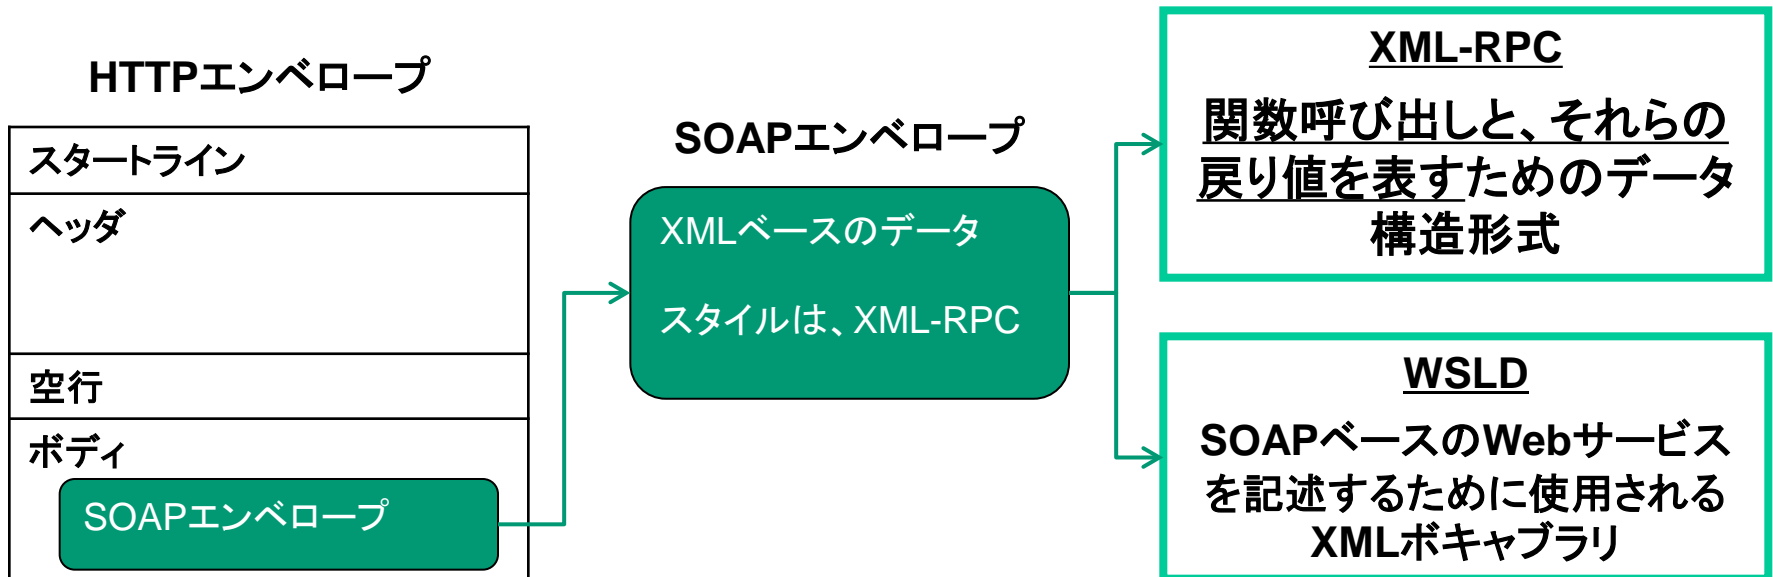 HTTPエンベロープ
スタートライン
ヘッダ
空行
ボディ
SOAPエンベロープ
SOAPエンベロープ
XMLベースのデータ
スタイルは、XML-RPC
XML-RPC
関数呼び出しと、それらの
戻り値を表すためのデータ
構造形式
WSLD
SOAPベースのWebサービス
を記述するために使用される
XMLボキャブラリ